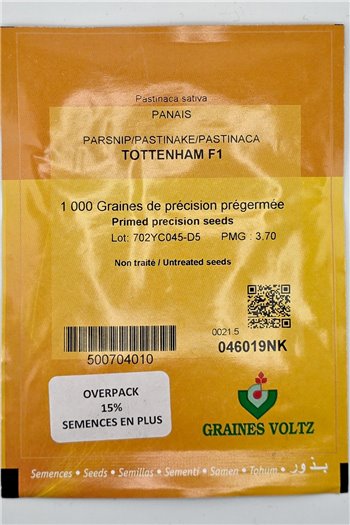 Pastinaca sativa
PANAIS
PARSNIP/PASTINAKE/PASTINACA
TOTTENHAM F1
1 000 Graines de précision prégermée
Primed precision seeds
Lot: 702YC045-D5 PMG : 3.70
Non traité / Untreated seeds
0021.5
500704010
046019NK
OVERPACK
15%
SEMENCES EN PLUS
GRAINES VOLTZ
Semences • Seeds • Semillas • Sementi • Samen • Tohum • بذور